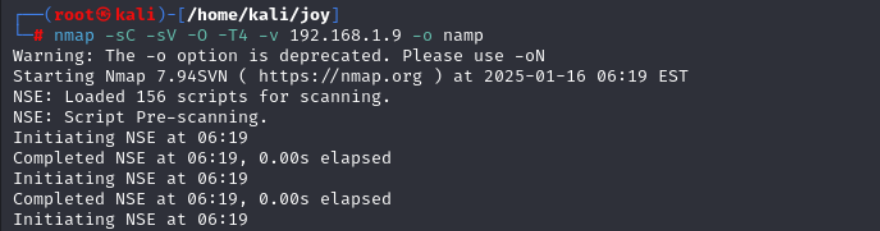 ┌──(root㉿kali)-[/home/kali/joy]
└─# nmap -sC -sV -O -T4 -v 192.168.1.9 -o namp
Warning: The -o option is deprecated. Please use -oN
Starting Nmap 7.94SVN ( https://nmap.org ) at 2025-01-16 06:19 EST
NSE: Loaded 156 scripts for scanning.
NSE: Script Pre-scanning.
Initiating NSE at 06:19
Completed NSE at 06:19, 0.00s elapsed
Initiating NSE at 06:19
Completed NSE at 06:19, 0.00s elapsed
Initiating NSE at 06:19